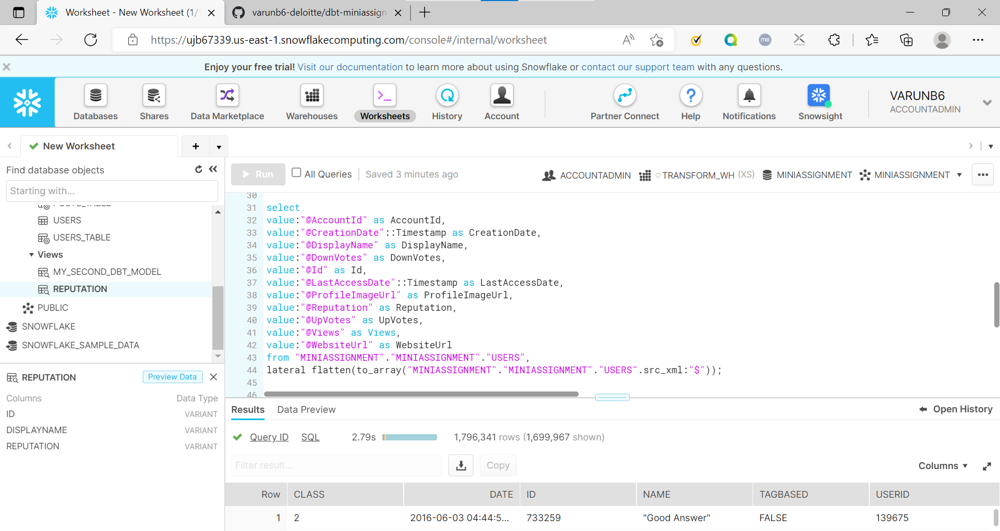 Worksheet - New Worksheet (1/
varunb6-deloitte/dbt-miniassign
https://ujb67339.us-east-1.snowflakecomputing.com/console#/internal/worksheet
Enjoy your free trial! Visit our documentation to learn more about using Snowflake or contact our support team with any questions.
Databases
Shares
Data Marketplace
Warehouses
Worksheets
History
Account
Partner Connect
Help
Notifications
Snowsight
VARUNB6
ACCOUNTADMIN
New Worksheet
Find database objects
Starting with...
POSTS_TABLE
USERS
USERS_TABLE
Views
MY_SECOND_DBT_MODEL
REPUTATION
PUBLIC
SNOWFLAKE
SNOWFLAKE_SAMPLE_DATA
REPUTATION
Preview Data
Columns Data Type
ID VARIANT
DISPLAYNAME VARIANT
REPUTATION VARIANT
Run
All Queries
Saved 3 minutes ago
ACCOUNTADMIN
TRANSFORM_WH (XS)
MINIASSIGNMENT
MINIASSIGNMENT
30
31 select
32 value:"@AccountId" as AccountId,
33 value:"@CreationDate"::Timestamp as CreationDate,
34 value:"@DisplayName" as DisplayName,
35 value:"@DownVotes" as DownVotes,
36 value:"@Id" as Id,
37 value:"@LastAccessDate"::Timestamp as LastAccessDate,
38 value:"@ProfileImageUrl" as ProfileImageUrl,
39 value:"@Reputation" as Reputation,
40 value:"@UpVotes" as UpVotes,
41 value:"@Views" as Views,
42 value:"@WebsiteUrl" as WebsiteUrl
43 from "MINIASSIGNMENT"."MINIASSIGNMENT"."USERS",
44 lateral flatten(to_array("MINIASSIGNMENT"."MINIASSIGNMENT"."USERS".src_xml:"$"));
45
46
Results
Data Preview
Open History
Query ID SQL 2.79s 1,796,341 rows (1,699,967 shown)
Filter result...
Copy
Columns
Row CLASS DATE ID NAME TAGBASED USERID
1 2 2016-06-03 04:44:5... 733259 "Good Answer" FALSE 139675